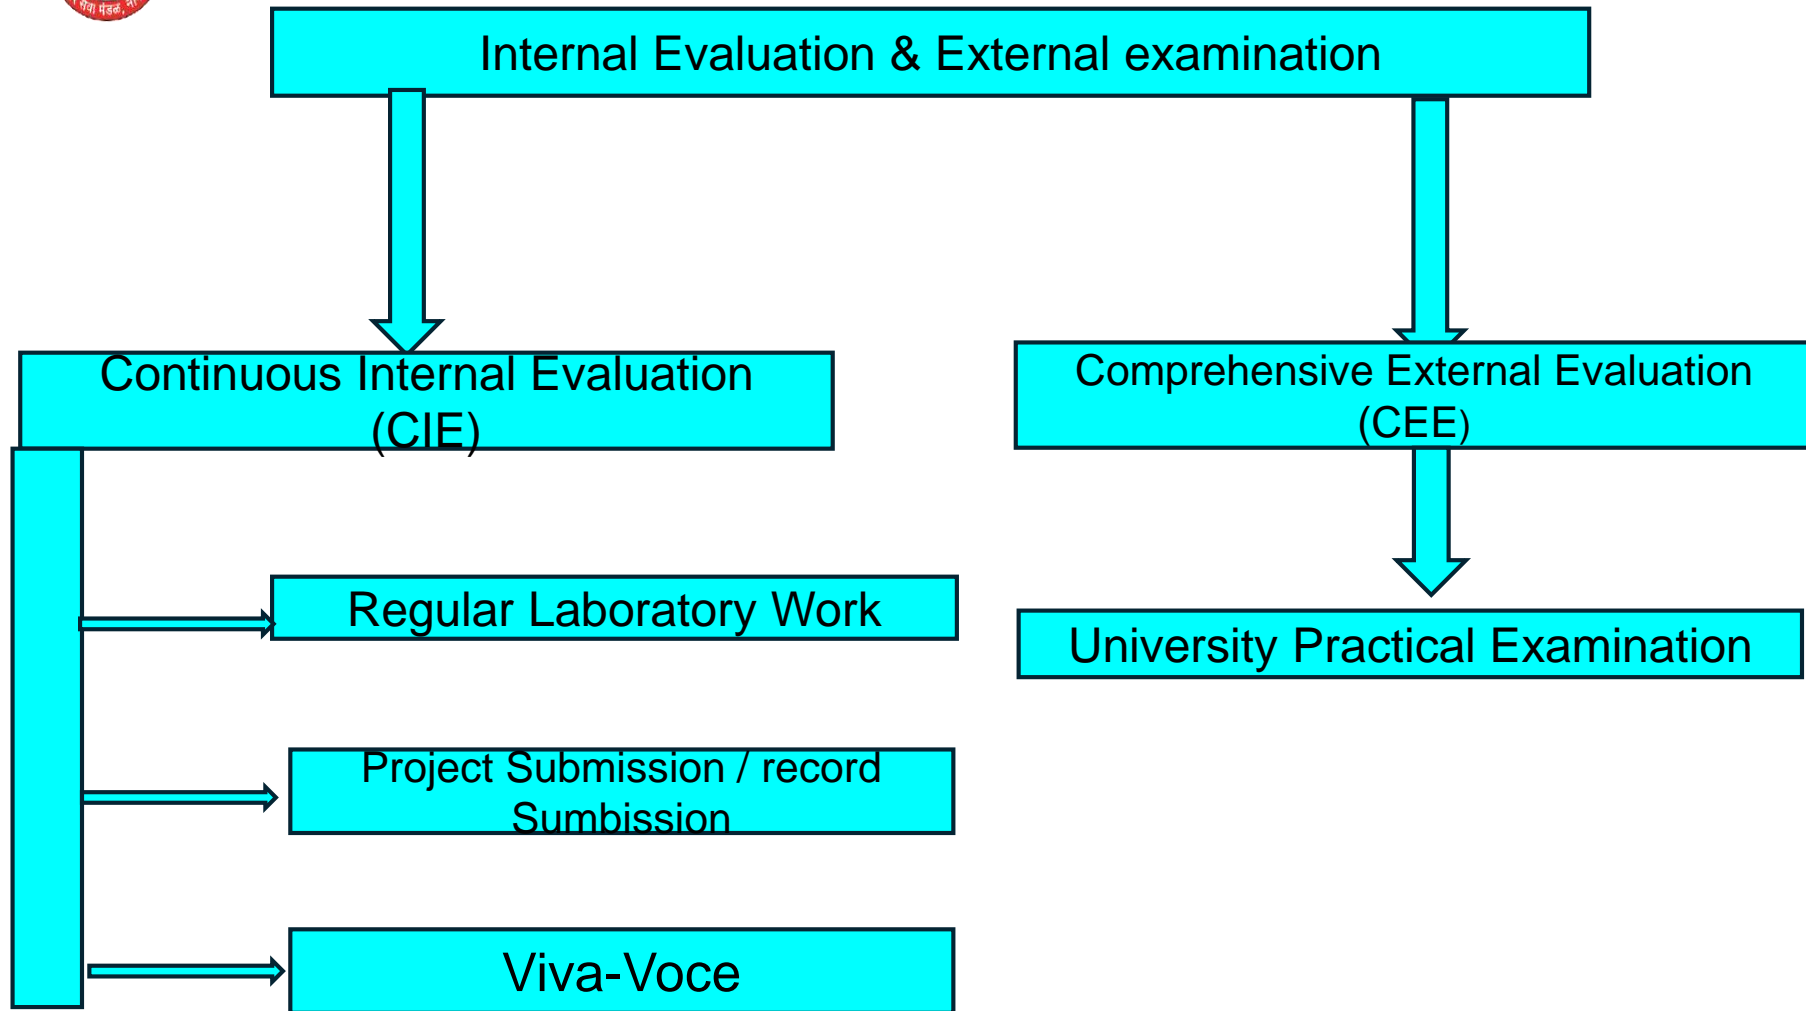 सेवा मंडळ,
Internal Evaluation & External examination
Continuous Internal Evaluation
(CIE)
Comprehensive External Evaluation
(CEE)
Regular Laboratory Work
University Practical Examination
Project Submission / record
Sumbission
Viva-Voce